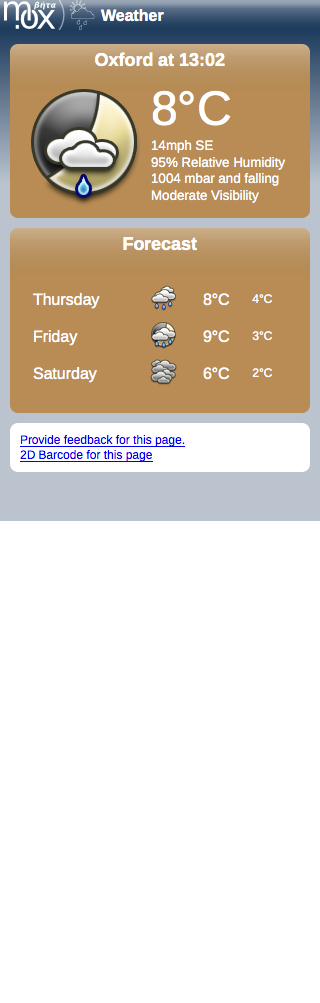 βήτα
m.ox
Weather
Oxford at 13:02
8°C
14mph SE
95% Relative Humidity
1004 mbar and falling
Moderate Visibility
Forecast
Thursday 8°C 4°C
Friday 9°C 3°C
Saturday 6°C 2°C
Provide feedback for this page.
2D Barcode for this page